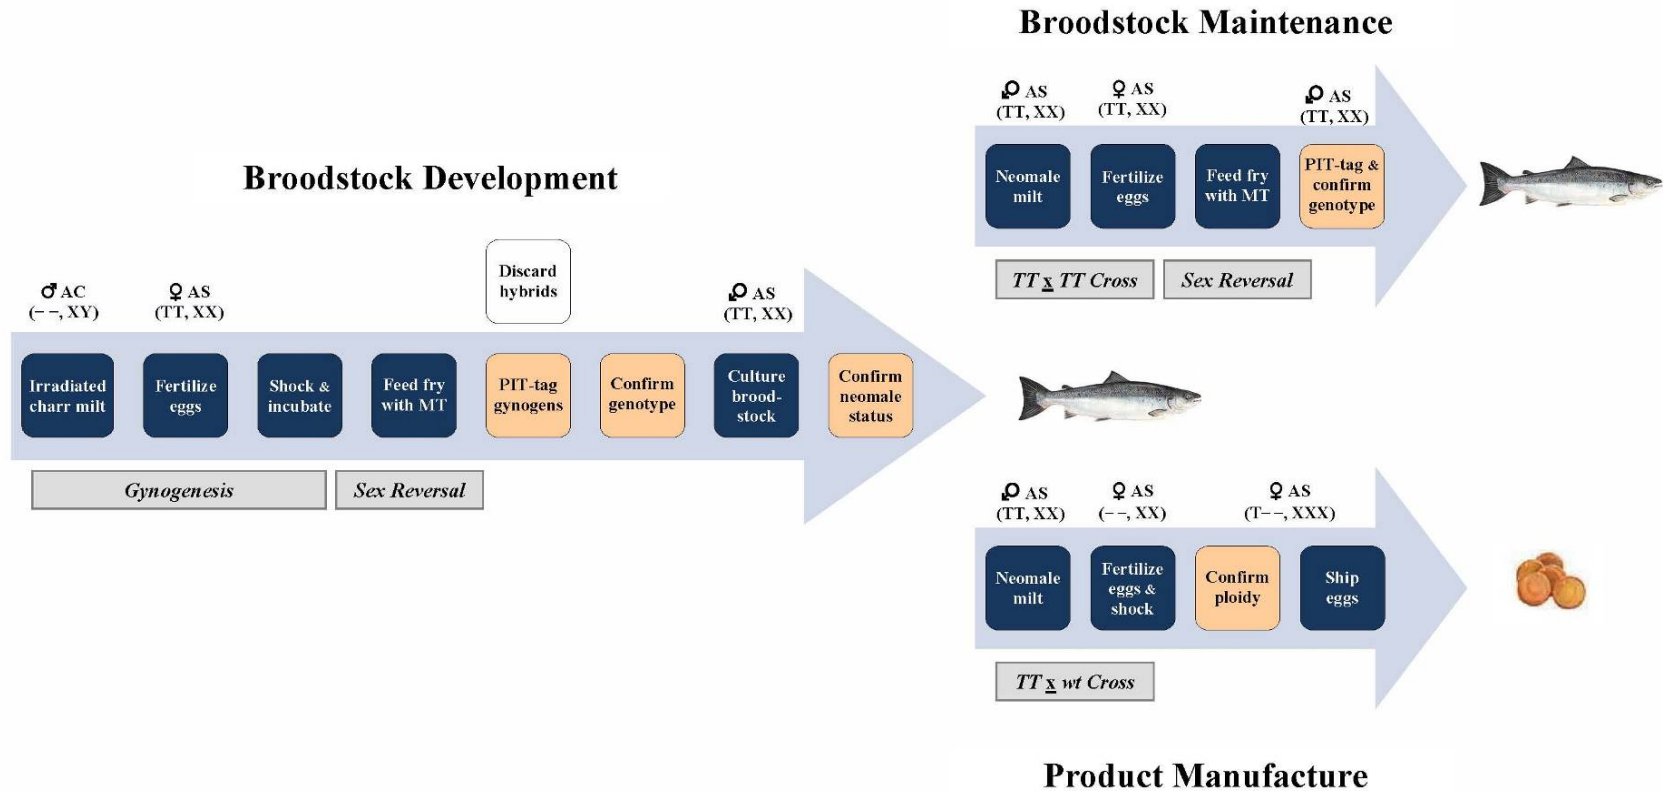 Broodstock Maintenance
AS
(TT, XX)
♀ AS
(TT, XX)
AS
(TT, XX)
Neomale
milt
Fertilize
eggs
Feed fry
with MT
PIT-tag &
confirm
genotype
TT x TT Cross
Sex Reversal
Broodstock Development
Discard
hybrids
♂ AC
(– –, XY)
♀ AS
(TT, XX)
AS
(TT, XX)
Irradiated
charr milt
Fertilize
eggs
Shock &
incubate
Feed fry
with MT
PIT-tag
gynogens
Confirm
genotype
Culture
brood-
stock
Confirm
neomale
status
Gynogenesis
Sex Reversal
AS
(TT, XX)
♀ AS
(– –, XX)
♀ AS
(T– –, XXX)
Neomale
milt
Fertilize
eggs &
shock
Confirm
ploidy
Ship
eggs
TT x wt Cross
Product Manufacture